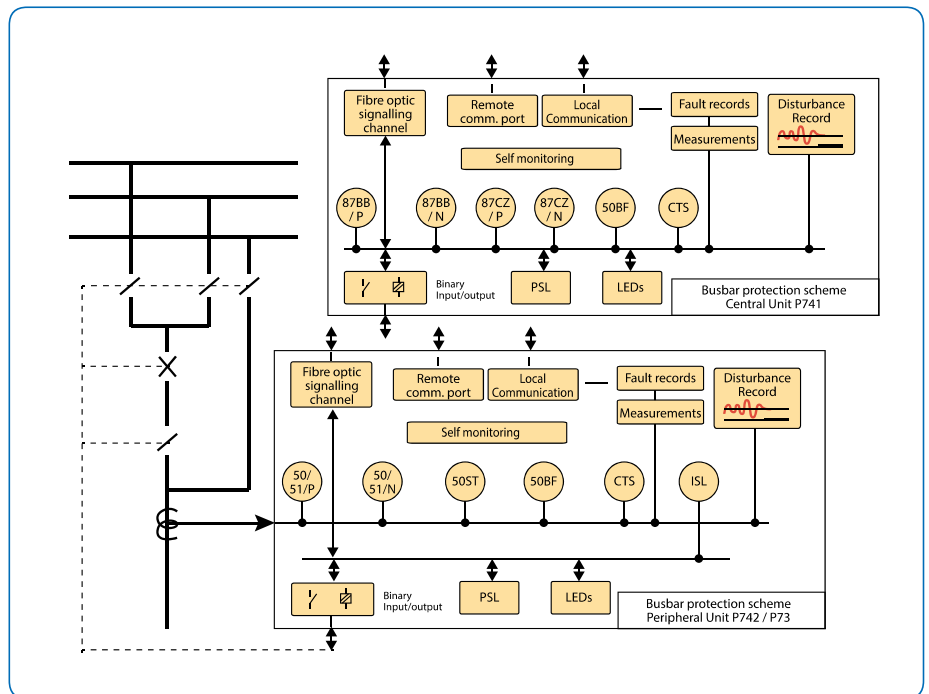 Fibre optic
signalling
channel
Remote
comm. port
Local
Communication
Fault records
Measurements
Disturbance
Record
Self monitoring
87BB
/ P
87BB
/ N
87CZ
/ P
87CZ
/ N
50BF
CTS
Binary
Input/output
PSL
LEDs
Busbar protection scheme
Central Unit P741
Fibre optic
signalling
channel
Remote
comm. port
Local
Communication
Fault records
Measurements
Disturbance
Record
Self monitoring
50/
51/P
50/
51/N
50ST
50BF
CTS
ISL
Binary
Input/output
PSL
LEDs
Busbar protection scheme
Peripheral Unit P742 / P73